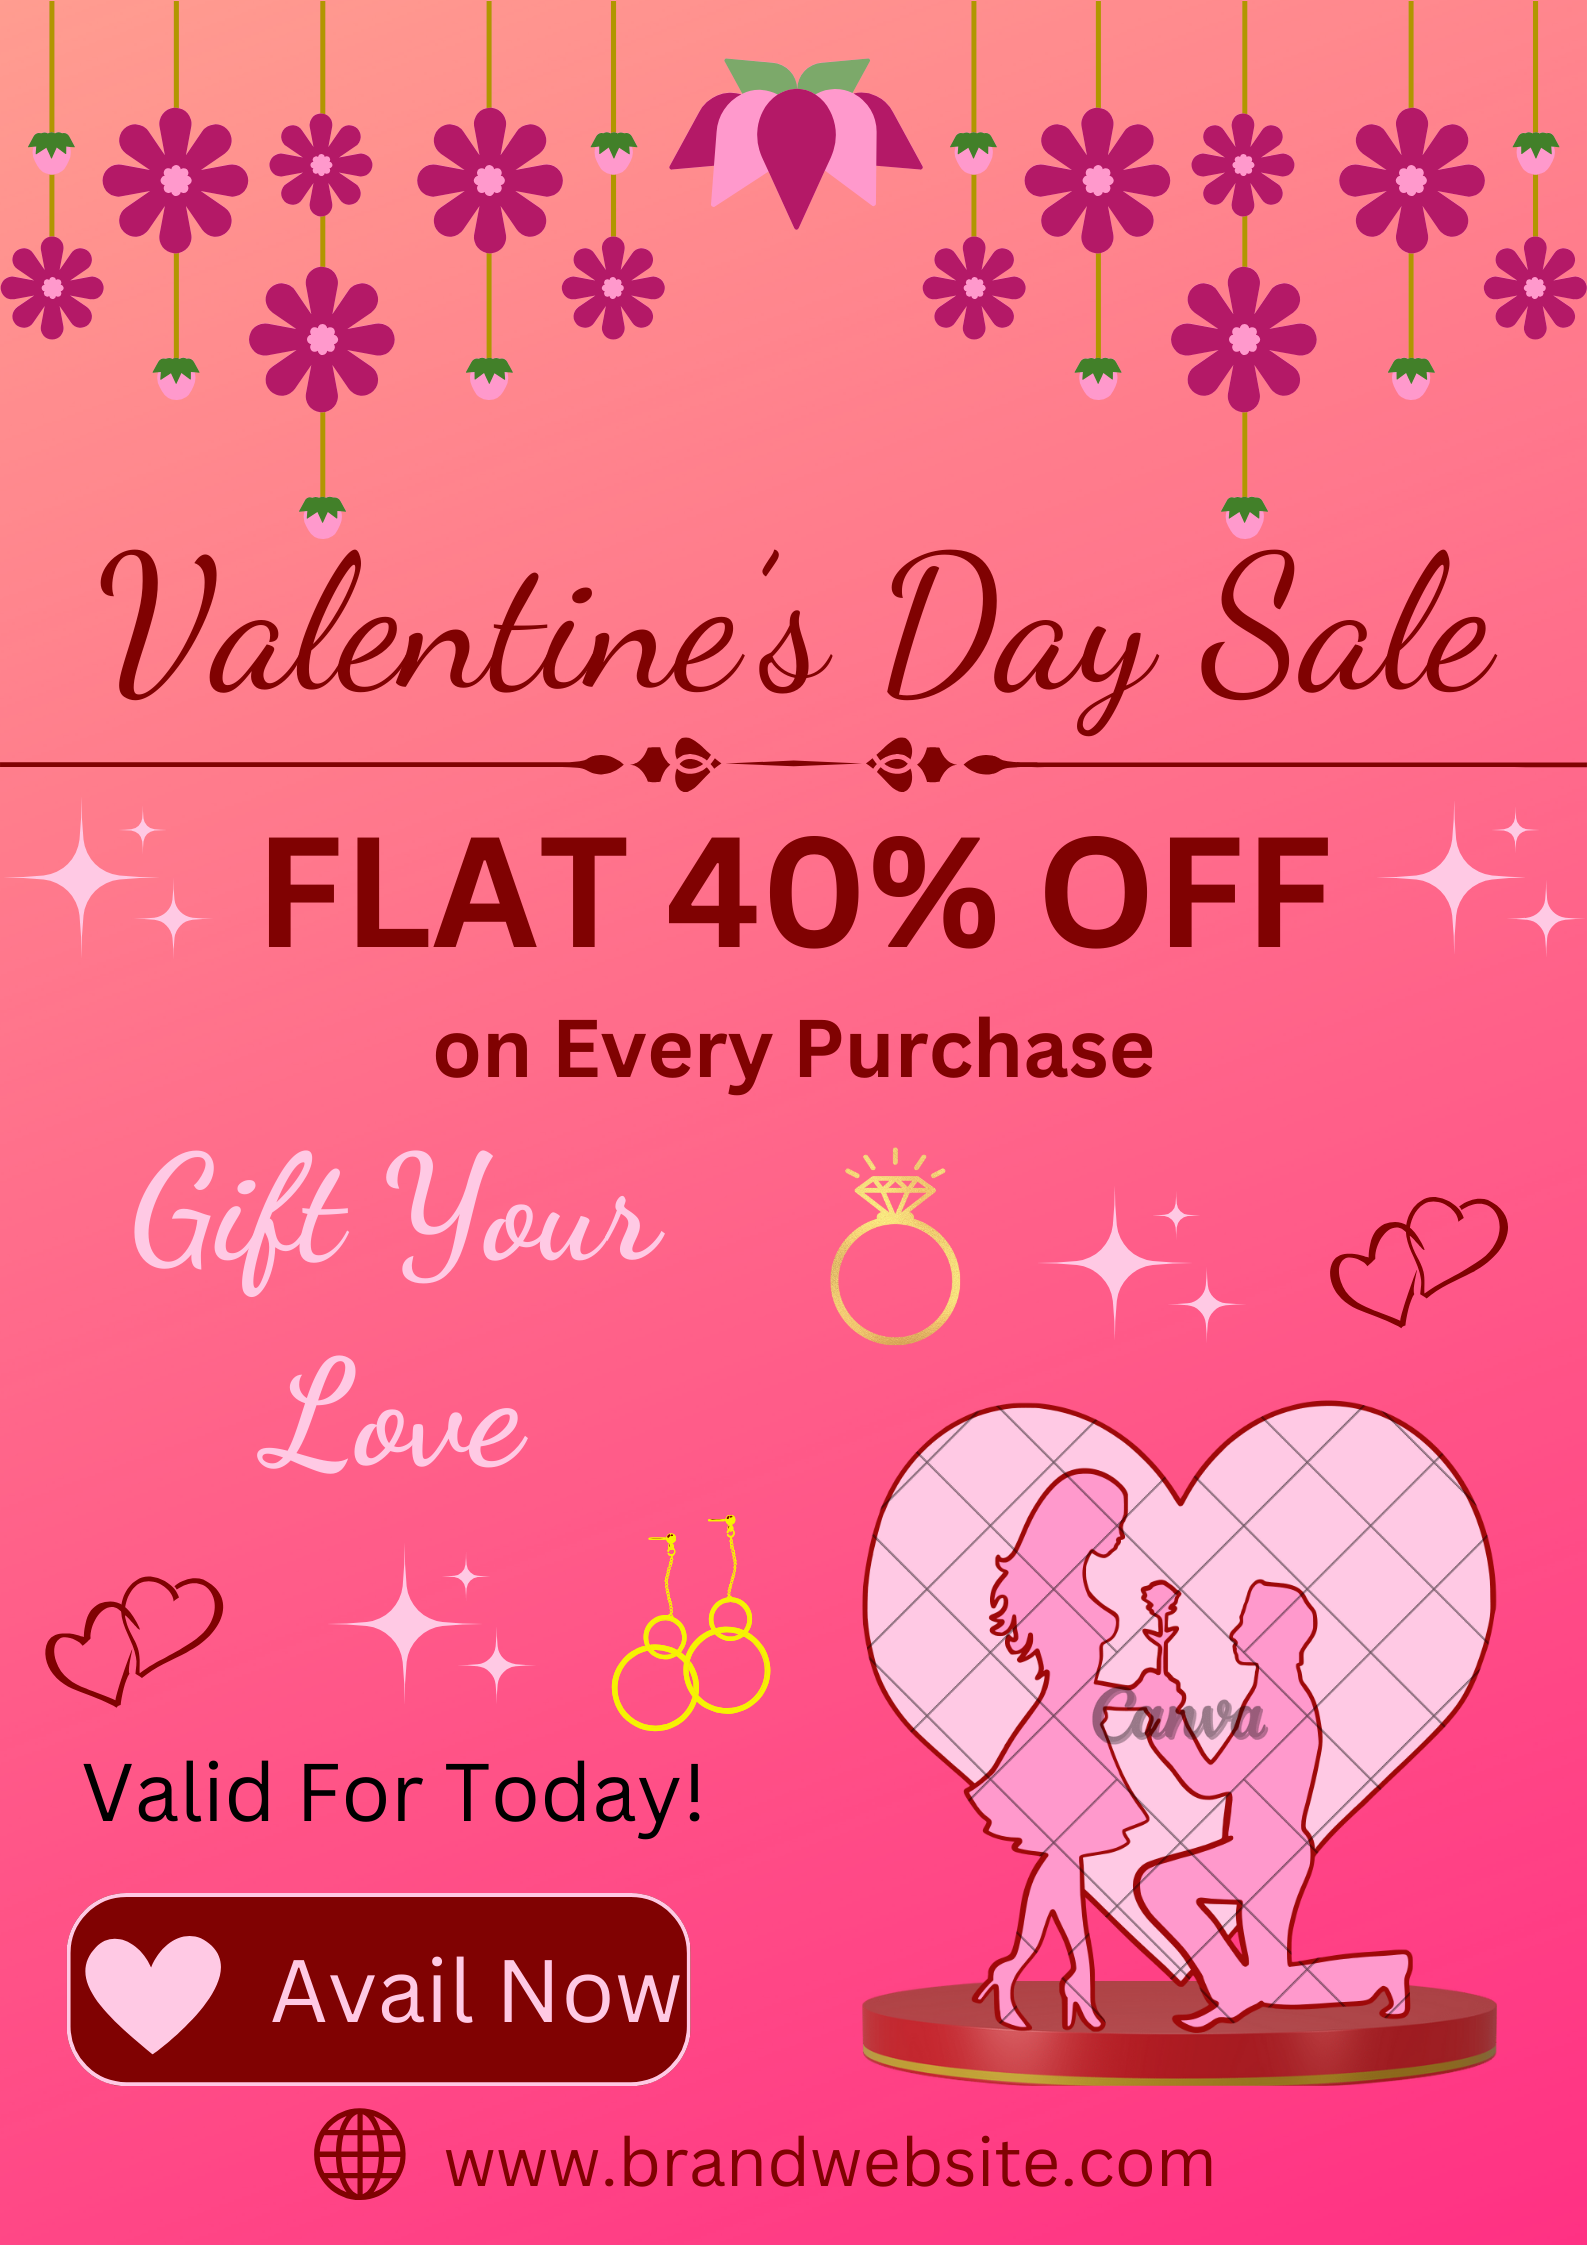 Valentine's Day Sale
FLAT 40% OFF
on Every Purchase
Gift Your
Love
Canva
Valid For Today!
Avail Now
www.brandwebsite.com